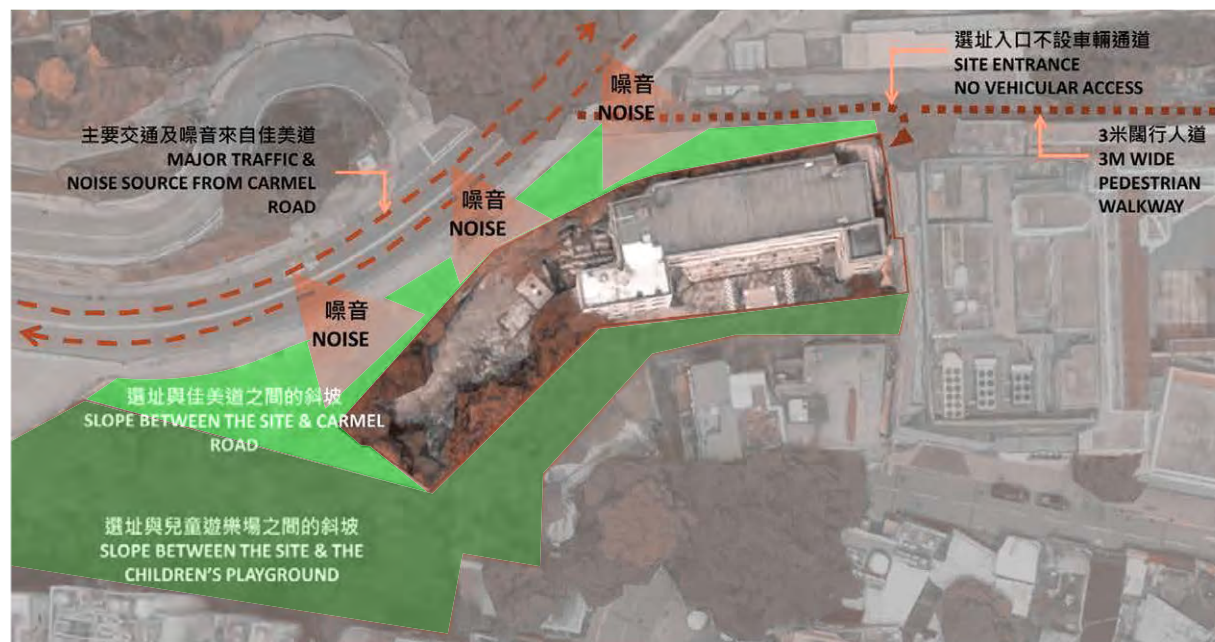 選址入口不設車輛通道
SITE ENTRANCE
NO VEHICULAR ACCESS
噪音
NOISE
主要交通及噪音來自佳美道
MAJOR TRAFFIC &
NOISE SOURCE FROM CARMEL
ROAD
3米闊行人道
3M WIDE
PEDESTRIAN
WALKWAY
噪音
NOISE
噪音
NOISE
選址與佳美道之間的斜坡
SLOPE BETWEEN THE SITE & CARMEL
ROAD
選址與兒童遊樂場之間的斜坡
SLOPE BETWEEN THE SITE & THE
CHILDREN'S PLAYGROUND